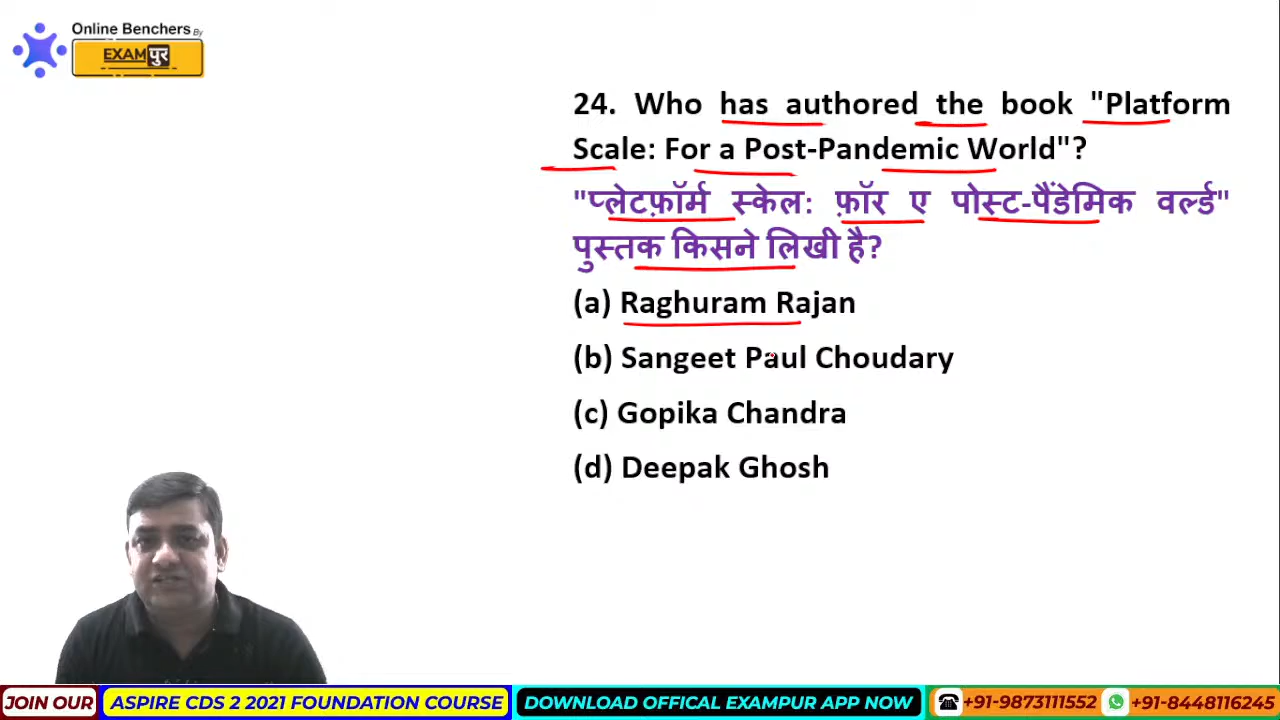 Online Benchers By
EXAMपुर
24. Who has authored the book "Platform
Scale: For a Post-Pandemic World"?
"प्लेटफ़ॉर्म स्केल: फ़ॉर ए पोस्ट-पैंडेमिक वर्ल्ड"
पुस्तक किसने लिखी है?
(a) Raghuram Rajan
(b) Sangeet Paul Choudary
(c) Gopika Chandra
(d) Deepak Ghosh
JOIN OUR ASPIRE CDS 2 2021 FOUNDATION COURSE DOWNLOAD OFFICAL EXAMPUR APP NOW +91-9873111552 +91-8448116245